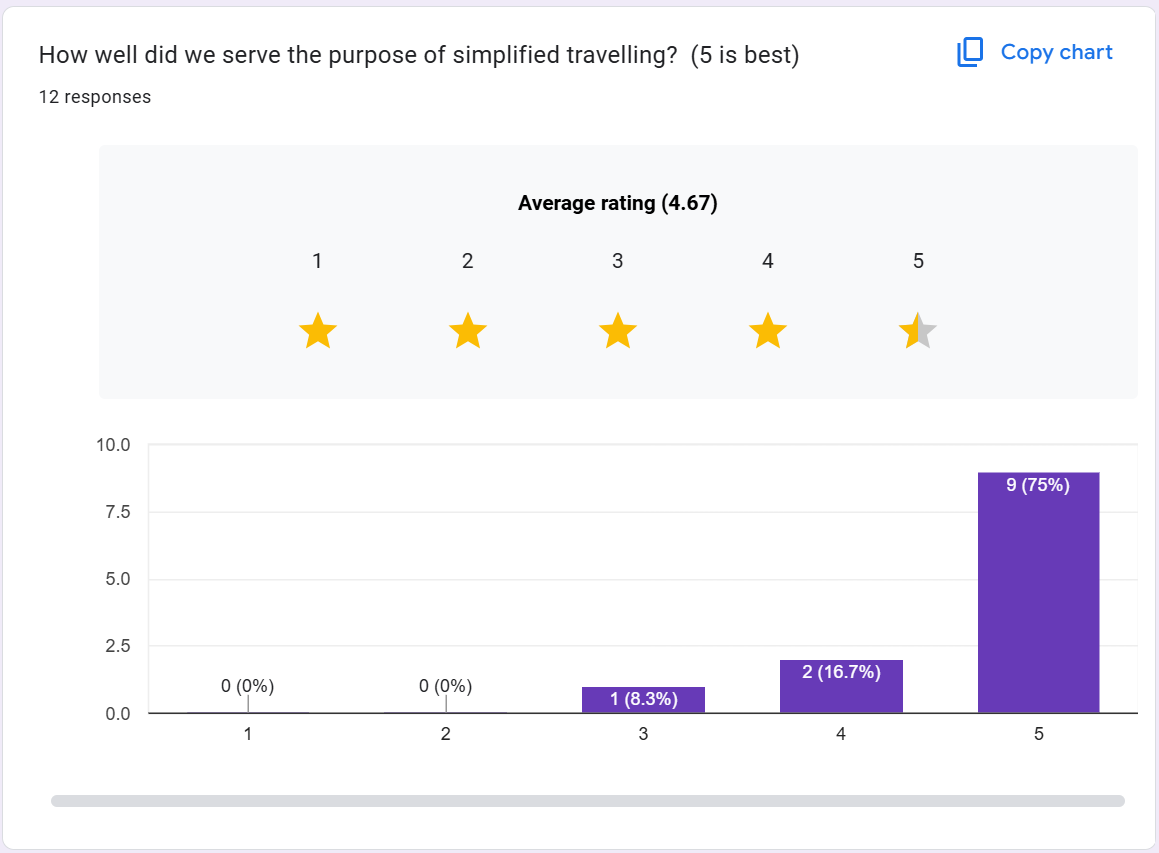 How well did we serve the purpose of simplified travelling?  (5 is best)
Copy chart
12 responses
Average rating (4.67)
1 2 3 4 5
10.0
7.5
5.0
2.5
0.0
0 (0%) 0 (0%) 1 (8.3%) 2 (16.7%) 9 (75%)
1 2 3 4 5